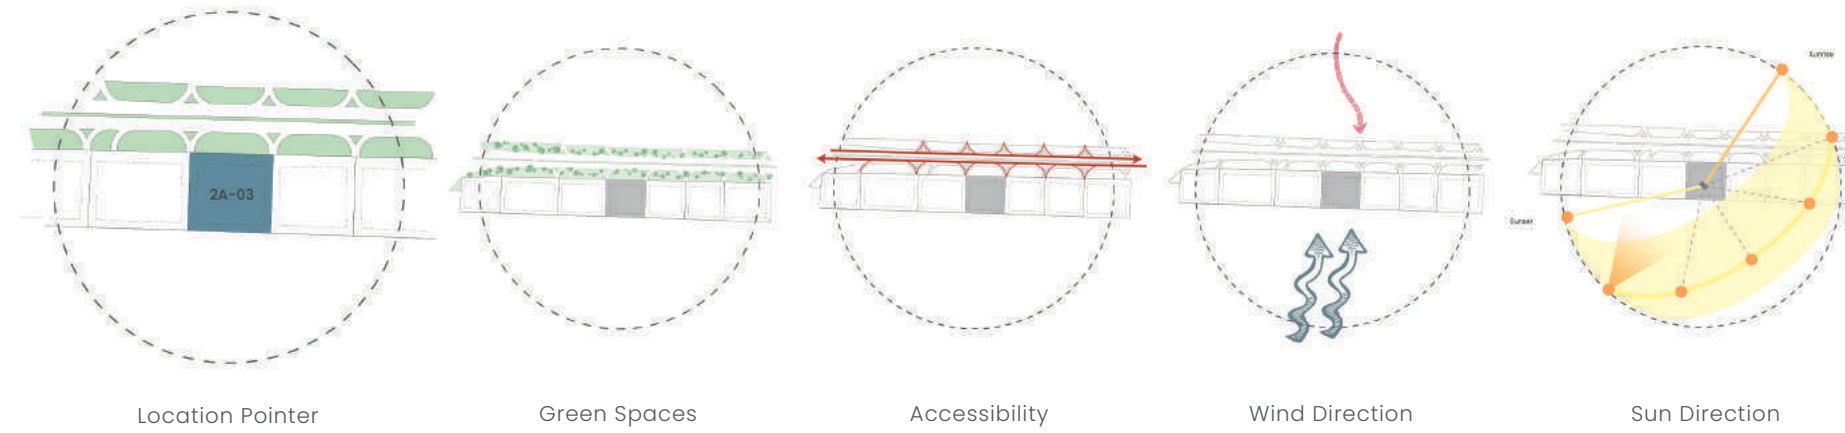 2A-03
Sunrise
Sunset
Location Pointer
Green Spaces
Accessibility
Wind Direction
Sun Direction